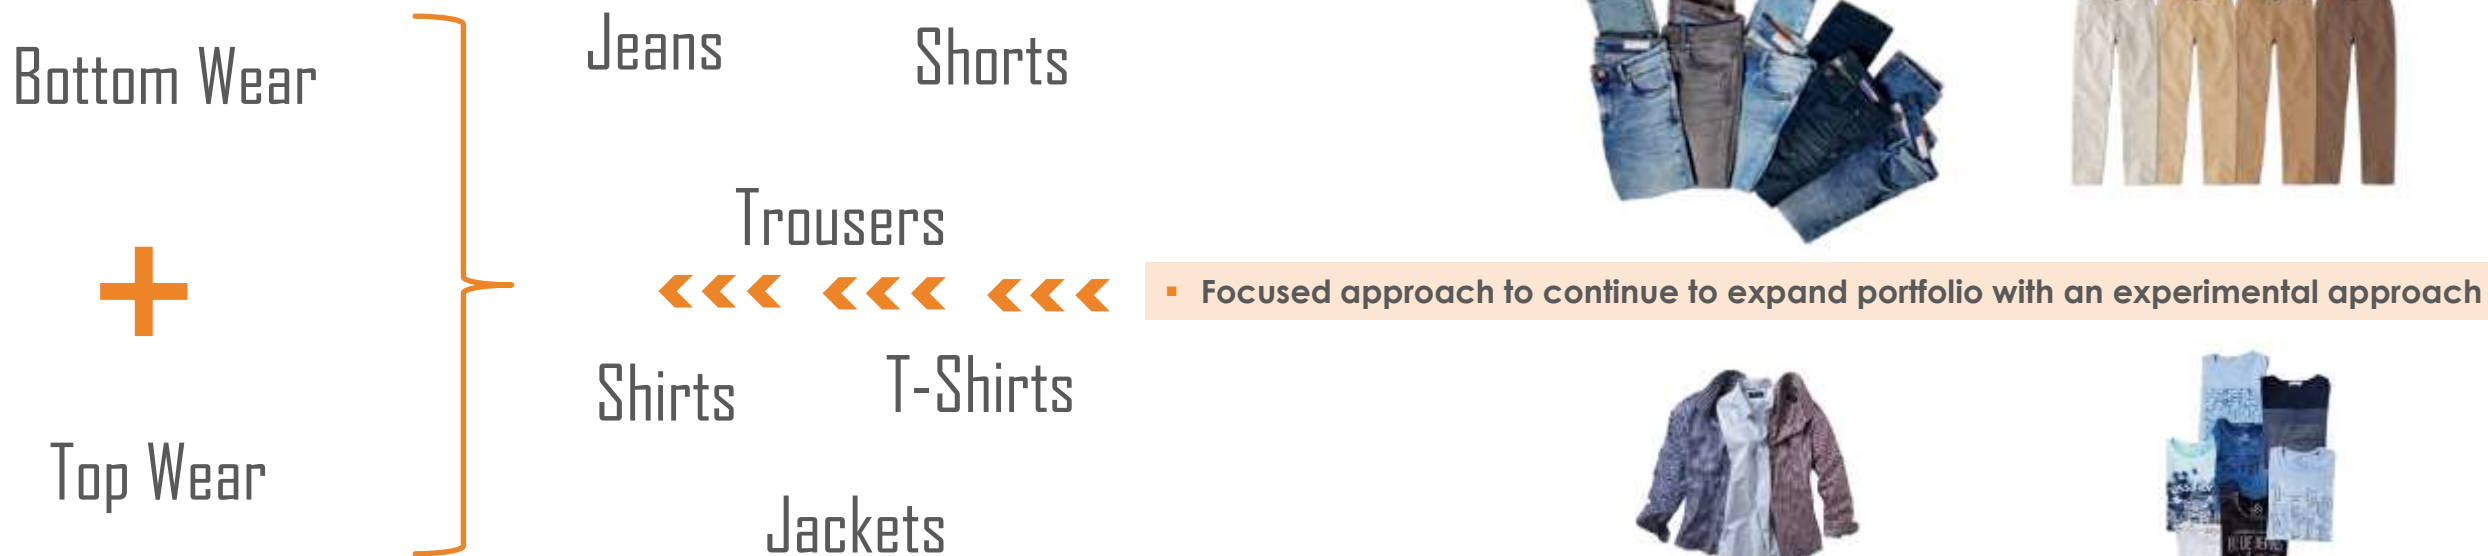 Bottom Wear
+
Top Wear
Jeans
Shorts
Trousers
▪ Focused approach to continue to expand portfolio with an experimental approach
Shirts
T-Shirts
Jackets